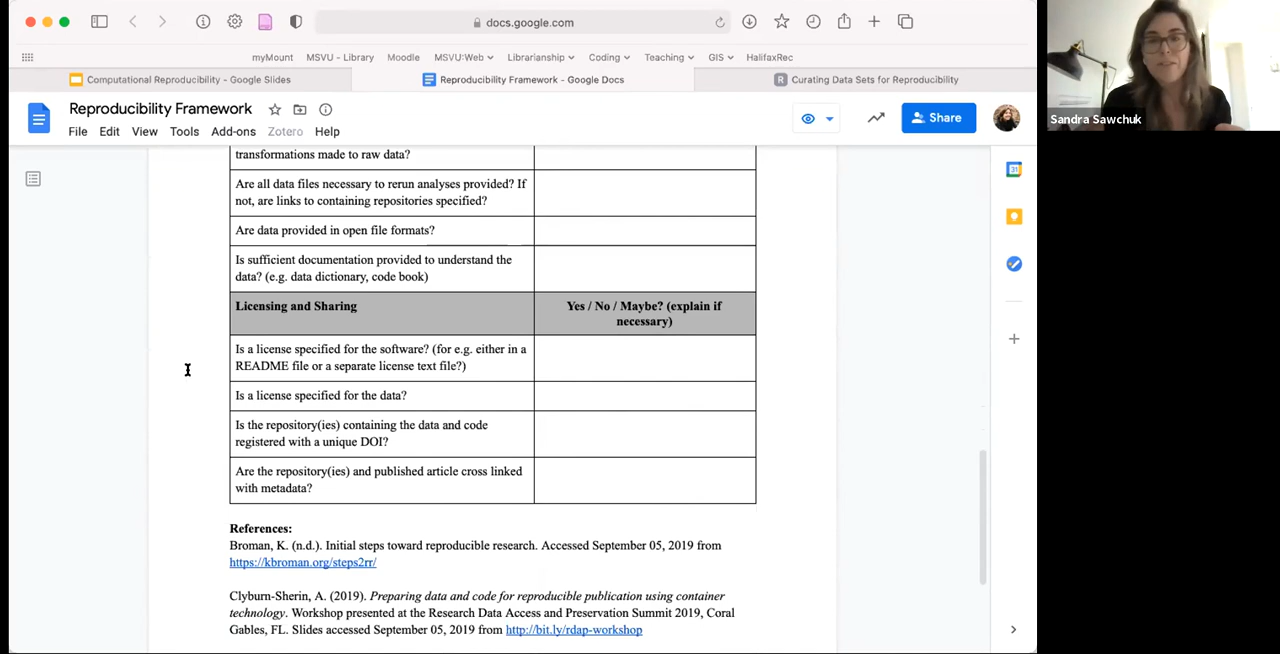 docs.google.com
myMount MSVU - Library Moodle MSVU:Web Librarianship Coding Teaching GIS HalifaxRec
Computational Reproducibility - Google Slides
Reproducibility Framework - Google Docs
Curating Data Sets for Reproducibility
Reproducibility Framework
File Edit View Tools Add-ons Zotero Help
Share
Sandra Sawchuk
31
transformations made to raw data?
Are all data files necessary to rerun analyses provided? If
not, are links to containing repositories specified?
Are data provided in open file formats?
Is sufficient documentation provided to understand the
data? (e.g. data dictionary, code book)
Licensing and Sharing
Yes / No / Maybe? (explain if
necessary)
Is a license specified for the software? (for e.g. either in a
README file or a separate license text file?)
Is a license specified for the data?
Is the repository(ies) containing the data and code
registered with a unique DOI?
Are the repository(ies) and published article cross linked
with metadata?
References:
Broman, K. (n.d.). Initial steps toward reproducible research. Accessed September 05, 2019 from
https://kbroman.org/steps2rr/
Clyburn-Sherin, A. (2019). Preparing data and code for reproducible publication using container
technology. Workshop presented at the Research Data Access and Preservation Summit 2019, Coral
Gables, FL. Slides accessed September 05, 2019 from http://bit.ly/rdap-workshop